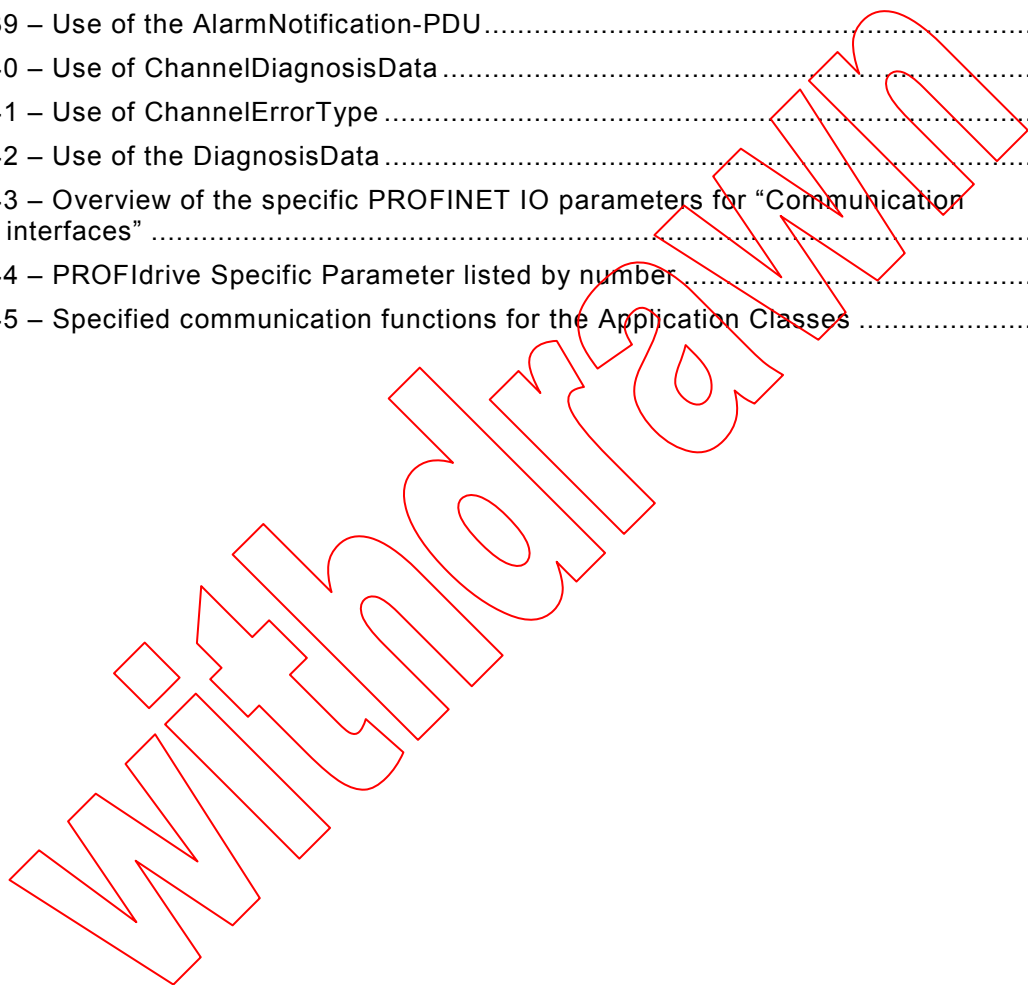 39 – Use of the AlarmNotification-PDU
40 – Use of ChannelDiagnosisData
41 – Use of ChannelErrorType
42 – Use of the DiagnosisData
43 – Overview of the specific PROFINET IO parameters for “Communication
interfaces”
44 – PROFIdrive Specific Parameter listed by number
45 – Specified communication functions for the Application Classes
withdrawn